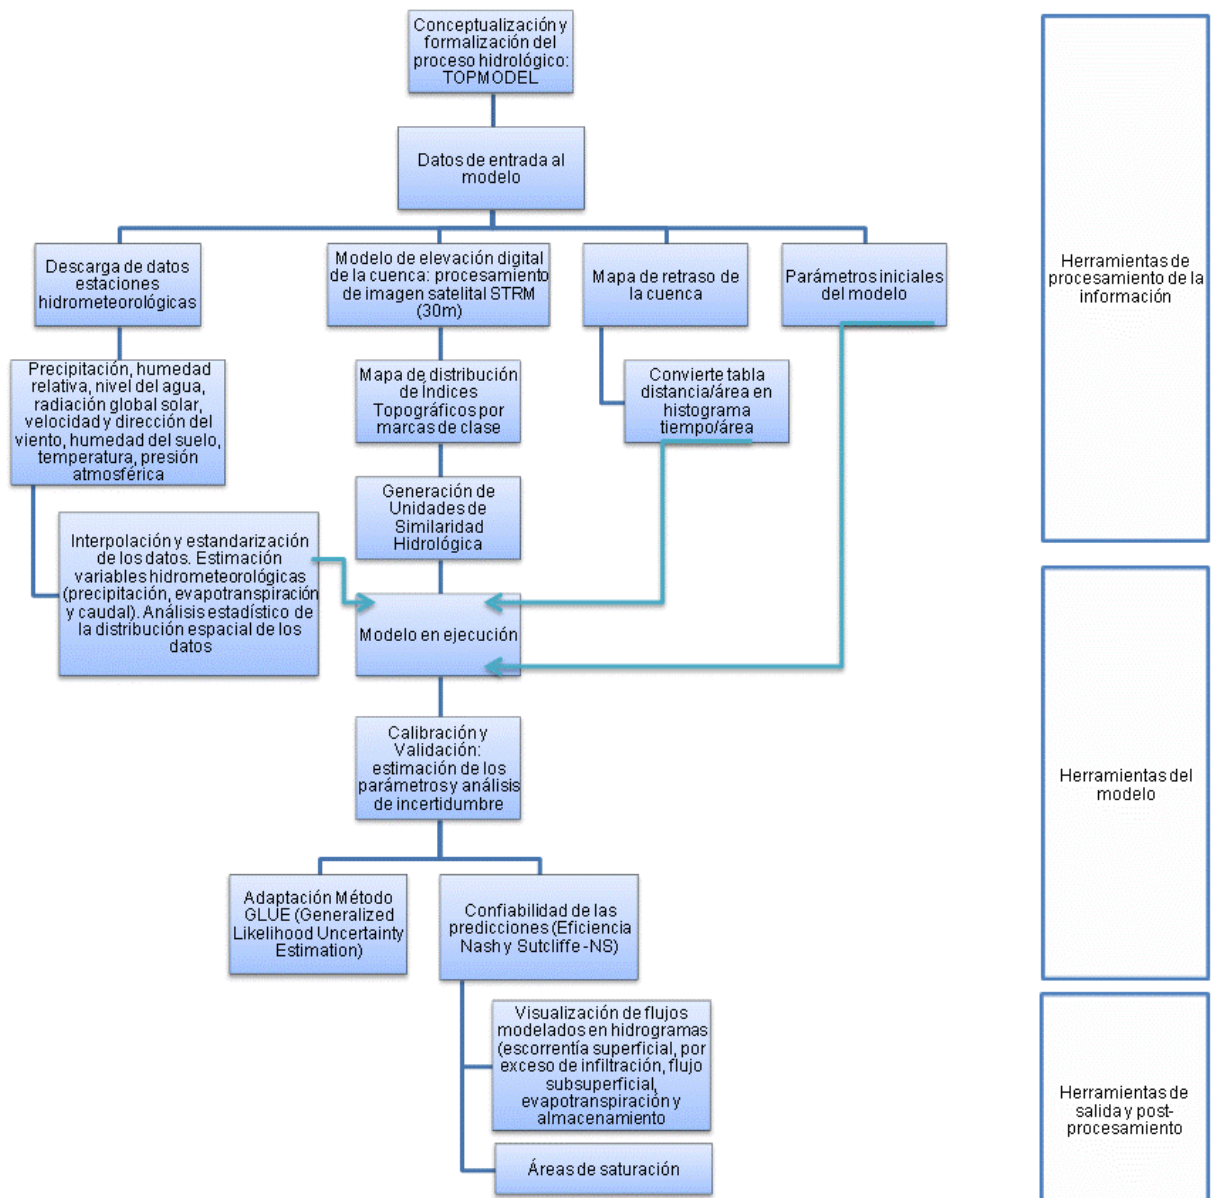 Conceptualización y
formalización del
proceso hidrológico:
TOPMODEL
Datos de entrada al
modelo
Descarga de datos
estaciones
hidrometeorológicas
Modelo de elevación digital
de la cuenca: procesamiento
de imagen satelital STRM
(30m)
Mapa de retraso de
la cuenca
Parámetros iniciales
del modelo
Precipitación, humedad
relativa, nivel del agua,
radiación global solar,
velocidad y dirección del
viento, humedad del suelo,
temperatura, presión
atmosférica
Mapa de distribución
de Índices
Topográficos por
marcas de clase
Convierte tabla
distancia/área en
histograma
tiempo/área
Generación de
Unidades de
Similaridad
Hidrológica
Interpolación y estandarización
de los datos. Estimación
variables hidrometeorológicas
(precipitación, evapotranspiración
y caudal). Análisis estadístico de
la distribución espacial de los
datos
Modelo en ejecución
Calibración y
Validación:
estimación de los
parámetros y análisis
de incertidumbre
Adaptación Método
GLUE (Generalized
Likelihood Uncertainty
Estimation)
Confiabilidad de las
predicciones (Eficiencia
Nash y Sutcliffe -NS)
Visualización de flujos
modelados en hidrogramas
(escorrentía superficial, por
exceso de infiltración, flujo
subsuperficial,
evapotranspiración y
almacenamiento
Áreas de saturación
Herramientas de
procesamiento de la
información
Herramientas del
modelo
Herramientas de
salida y post-
procesamiento